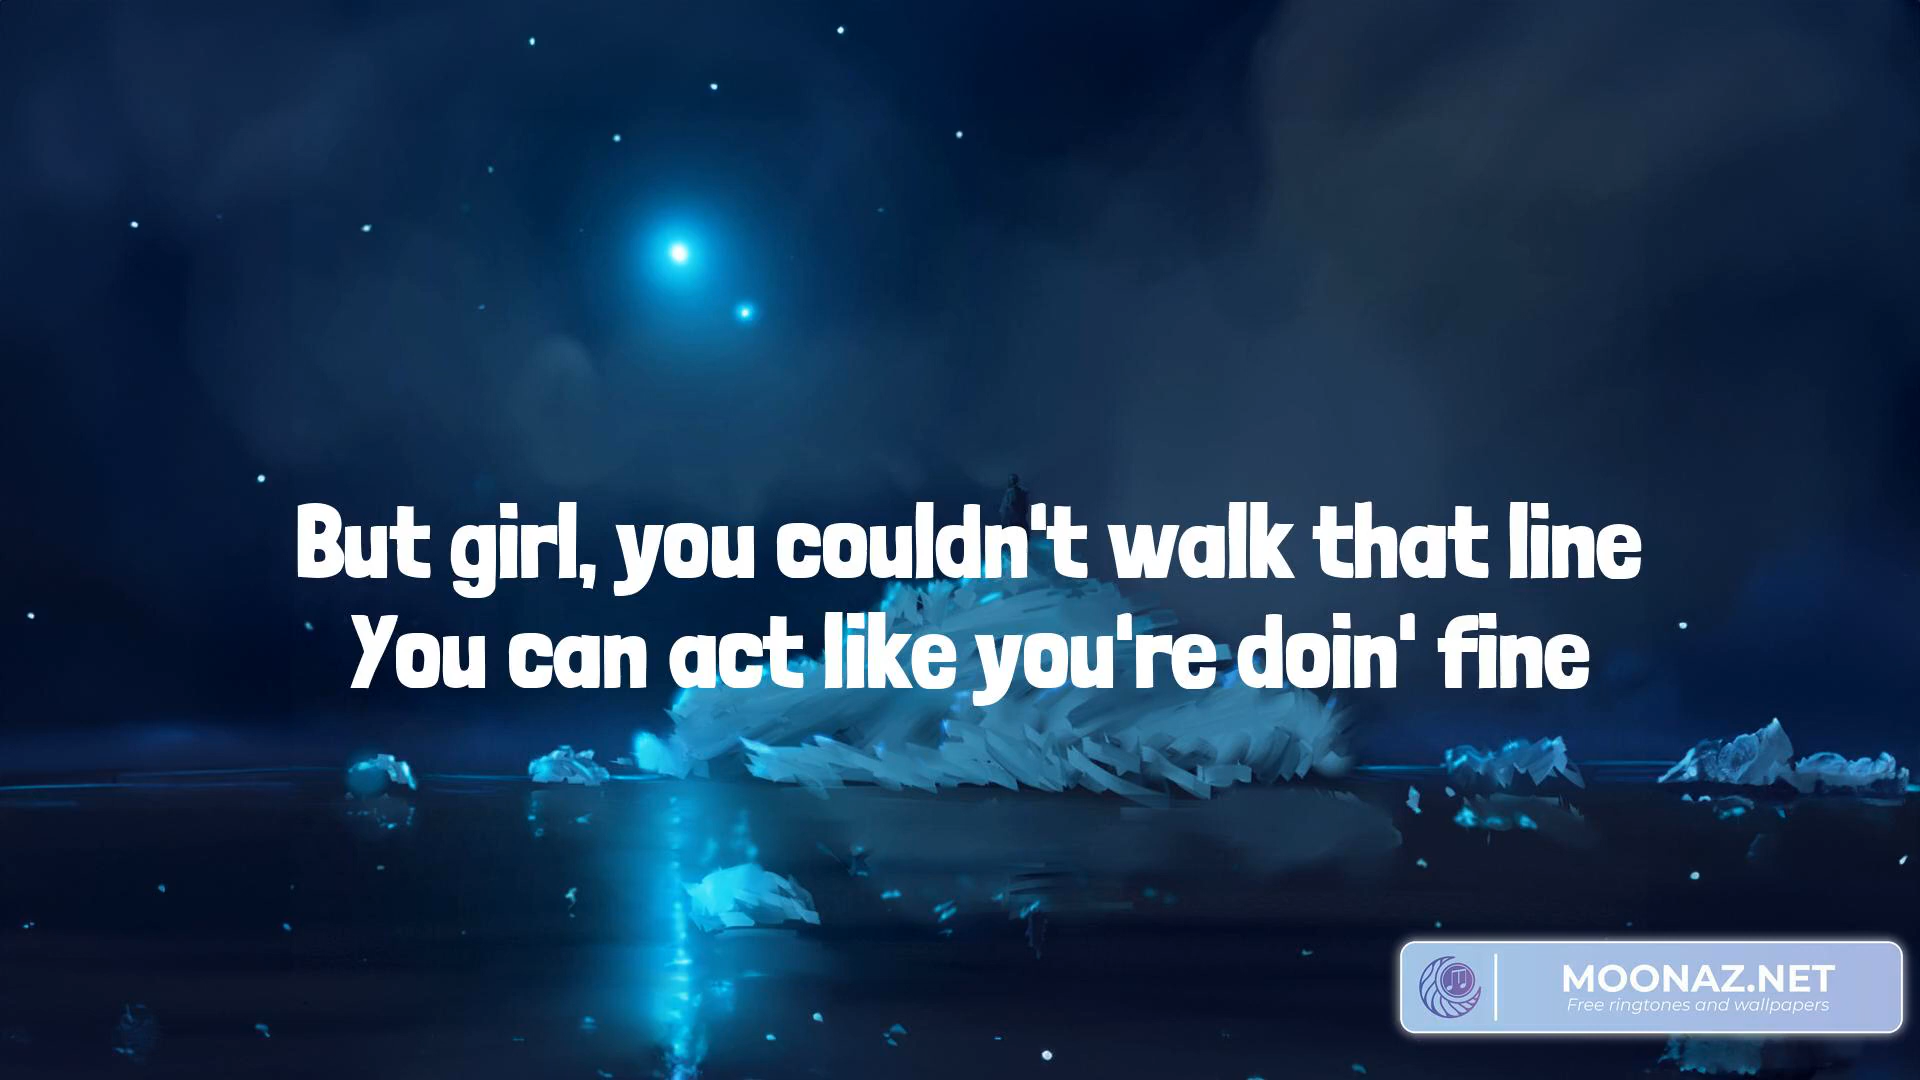 But girl, you couldn't walk that line
You can act like you're doin' fine
MOONAZ.NET
Free ringtones and wallpapers